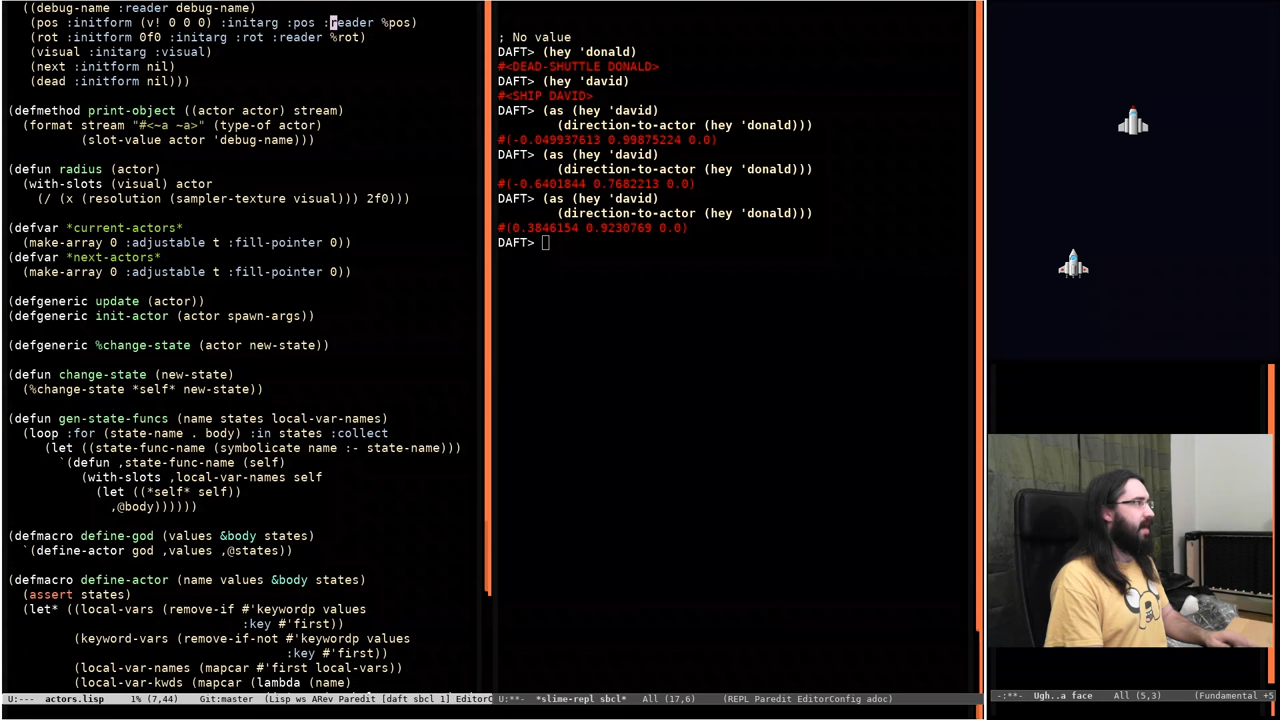 ((debug-name :reader debug-name)
(pos :initform (v! 0 0 0) :initarg :pos :reader %pos)
(rot :initform 0f0 :initarg :rot :reader %rot)
(visual :initarg :visual)
(next :initform nil)
(dead :initform nil)))
(defmethod print-object ((actor actor) stream)
(format stream "#<~a ~a>" (type-of actor)
(slot-value actor 'debug-name)))
(defun radius (actor)
(with-slots (visual) actor
(/ (x (resolution (sampler-texture visual))) 2f0)))
(defvar *current-actors*
(make-array 0 :adjustable t :fill-pointer 0))
(defvar *next-actors*
(make-array 0 :adjustable t :fill-pointer 0))
(defgeneric update (actor))
(defgeneric init-actor (actor spawn-args))
(defgeneric %change-state (actor new-state))
(defun change-state (new-state)
(%change-state *self* new-state))
(defun gen-state-funcs (name states local-var-names)
(loop :for (state-name . body) :in states :collect
(let ((state-func-name (symbolicate name :- state-name)))
`(defun ,state-func-name (self)
(with-slots ,local-var-names self
(let ((*self* self))
,@body))))))
(defmacro define-god (values &body states)
`(define-actor god ,values ,@states))
(defmacro define-actor (name values &body states)
(assert states)
(let* ((local-vars (remove-if #'keywordp values
:key #'first))
(keyword-vars (remove-if-not #'keywordp values
:key #'first))
(local-var-names (mapcar #'first local-vars))
(local-var-kwds (mapcar (lambda (name)
U:--- actors.lisp 1% (7,44) Git:master (Lisp ws ARev Paredit [daft sbcl 1] EditorC
; No value
DAFT> (hey 'donald)
#<DEAD-SHUTTLE DONALD>
DAFT> (hey 'david)
#<SHIP DAVID>
DAFT> (as (hey 'david)
(direction-to-actor (hey 'donald)))
#(-0.049937613 0.99875224 0.0)
DAFT> (as (hey 'david)
(direction-to-actor (hey 'donald)))
#(-0.6401844 0.7682213 0.0)
DAFT> (as (hey 'david)
(direction-to-actor (hey 'donald)))
#(0.3846154 0.9230769 0.0)
DAFT>
U:**- *slime-repl sbcl* All (17,6) (REPL Paredit EditorConfig adoc)
-:**- Ugh..a face All (5,3) (Fundamental +5